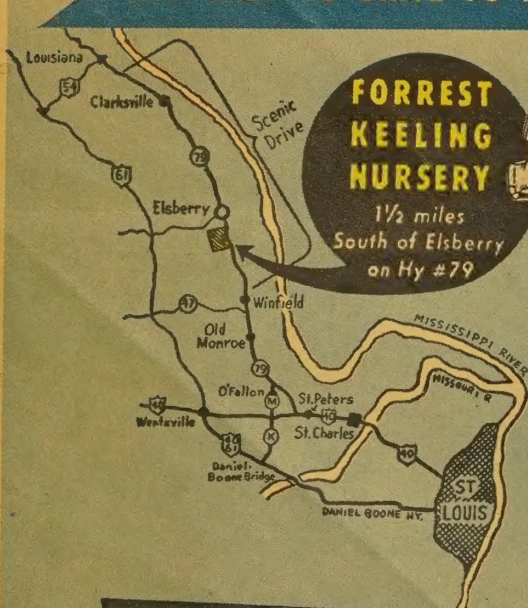 Louisiana
54
Clarksville
Scenic
Drive
79
61
FORREST
KEELING
NURSERY
1½ miles
South of Elsberry
on Hy #79
Elsberry
47
Winfield
Old
Monroe
79
MISSISSIPPI RIVER
MISSOURI R
O'Fallon
M
St. Peters
40
Wentzville
St. Charles
40
61
K
40
Daniel
Boone Bridge
ST.
LOUIS
DANIEL BOONE HY.